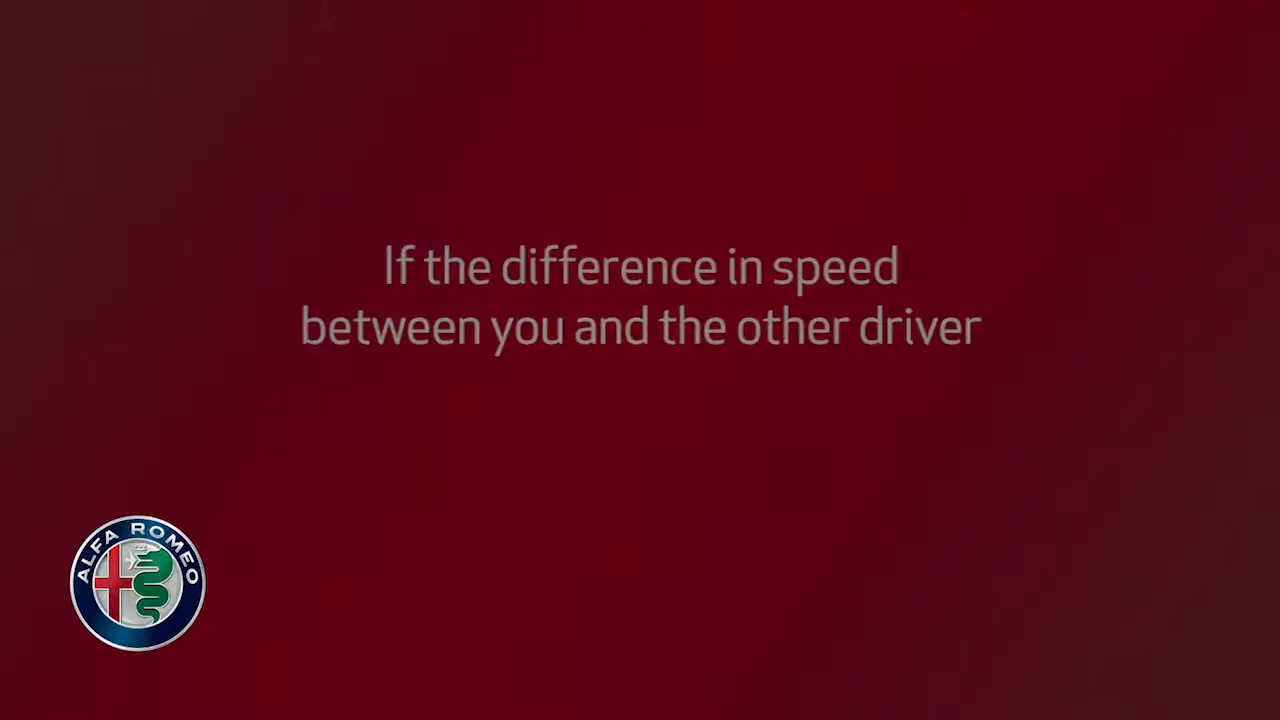 If the difference in speed
between you and the other driver
ALFA ROMEO